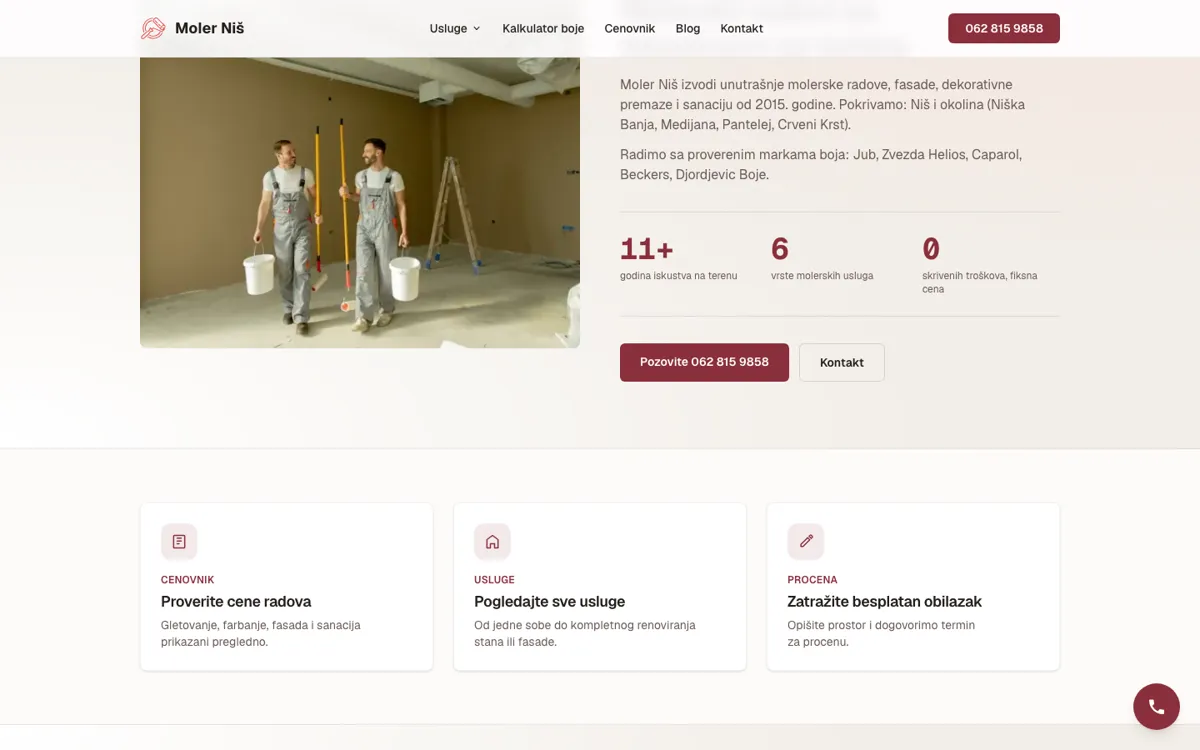 Moler Niš
Usluge
Kalkulator boje
Cenovnik
Blog
Kontakt
062 815 9858
Moler Niš izvodi unutrašnje molerske radove, fasade, dekorativne
premaze i sanaciju od 2015. godine. Pokrivamo: Niš i okolina (Niška
Banja, Medijana, Pantelej, Crveni Krst).
Radimo sa proverenim markama boja: Jub, Zvezda Helios, Caparol,
Beckers, Djordjevic Boje.
11+
godina iskustva na terenu
6
vrste molerskih usluga
0
skrivenih troškova, fiksna
cena
Pozovite 062 815 9858
Kontakt
CENOVNIK
Proverite cene radova
Gletovanje, farbanje, fasada i sanacija
prikazani pregledno.
USLUGE
Pogledajte sve usluge
Od jedne sobe do kompletnog renoviranja
stana ili fasade.
PROCENA
Zatražite besplatan obilazak
Opišite prostor i dogovorimo termin
za procenu.